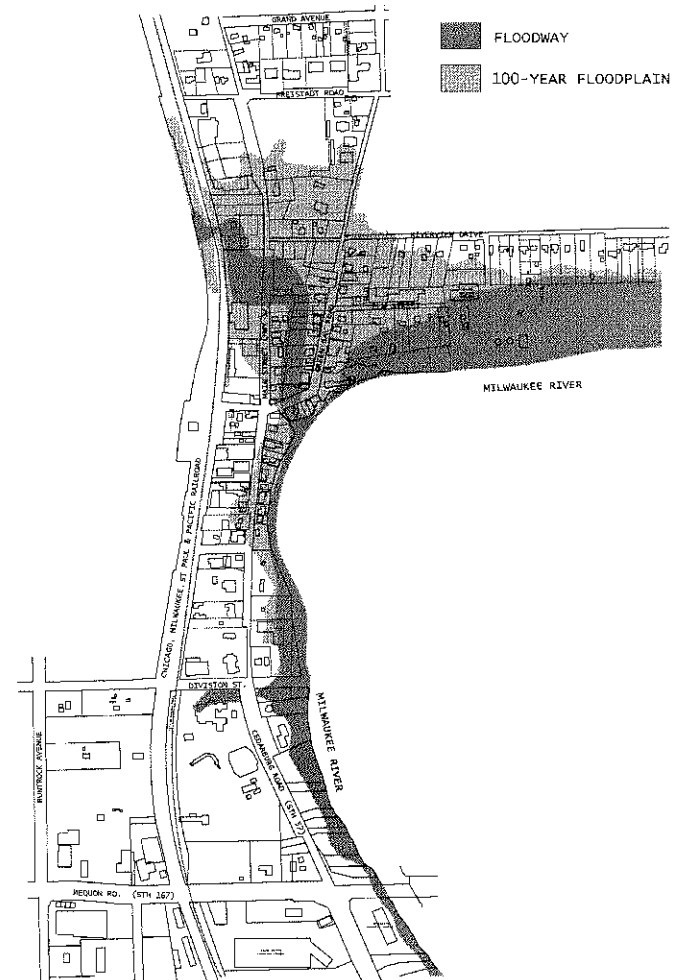 GRAND AVENUE
FLOODWAY
100-YEAR FLOODPLAIN
FREISTADT ROAD
RIVERVIEW DRIVE
MILWAUKEE RIVER
CHICAGO, MILWAUKEE, ST PAUL & PACIFIC RAILROAD
DIVISION ST.
MILWAUKEE RIVER
BUNTROCK AVENUE
CEDARBURG ROAD (STH 57)
MEQUON RD. (STH 167)